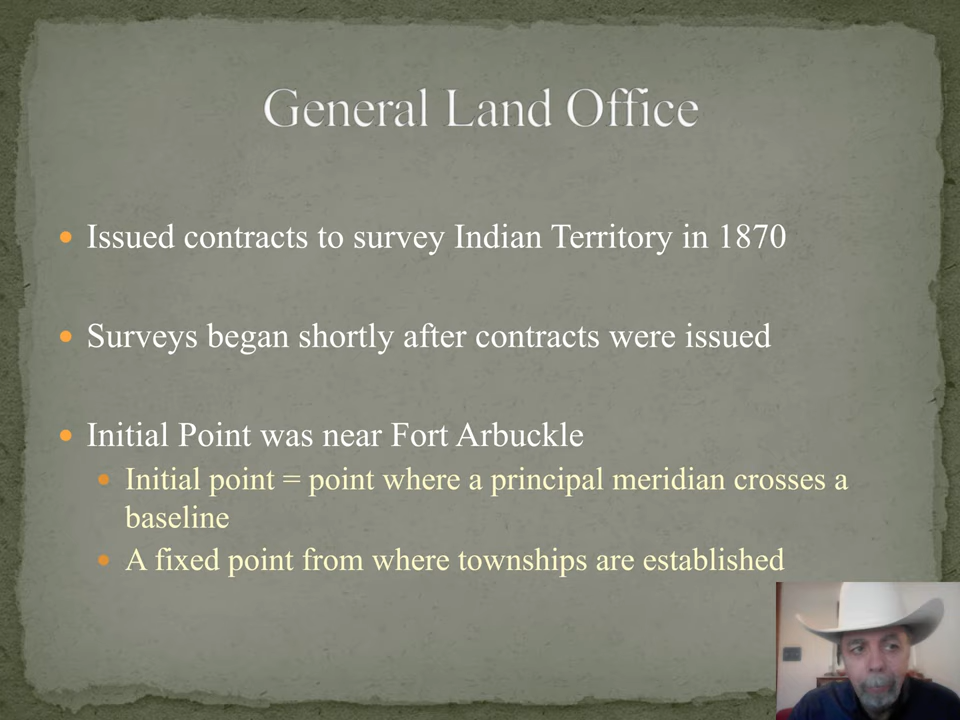 General Land Office
Issued contracts to survey Indian Territory in 1870
Surveys began shortly after contracts were issued
Initial Point was near Fort Arbuckle
Initial point = point where a principal meridian crosses a
baseline
A fixed point from where townships are established